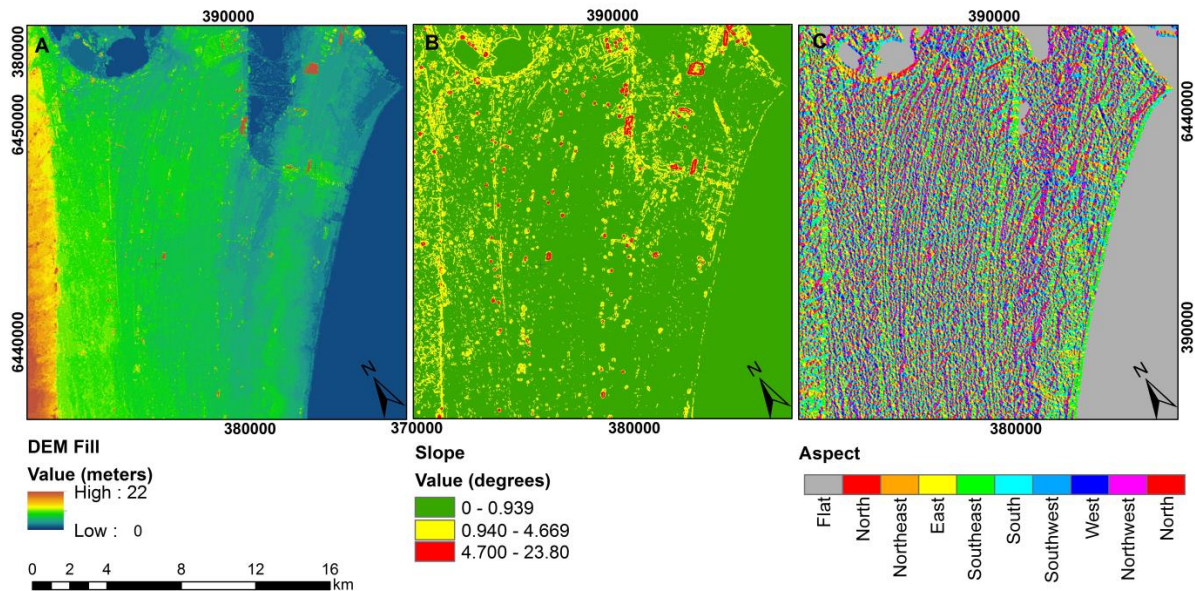 390000
390000
390000
A
B
C
380000
6450000
6440000
6440000
390000
N
N
N
380000
370000
380000
380000
DEM Fill
Value (meters)
High : 22
Low : 0
0 2 4 8 12 16
km
Slope
Value (degrees)
0 - 0.939
0.940 - 4.669
4.700 - 23.80
Aspect
Flat
North
Northeast
East
Southeast
South
Southwest
West
Northwest
North